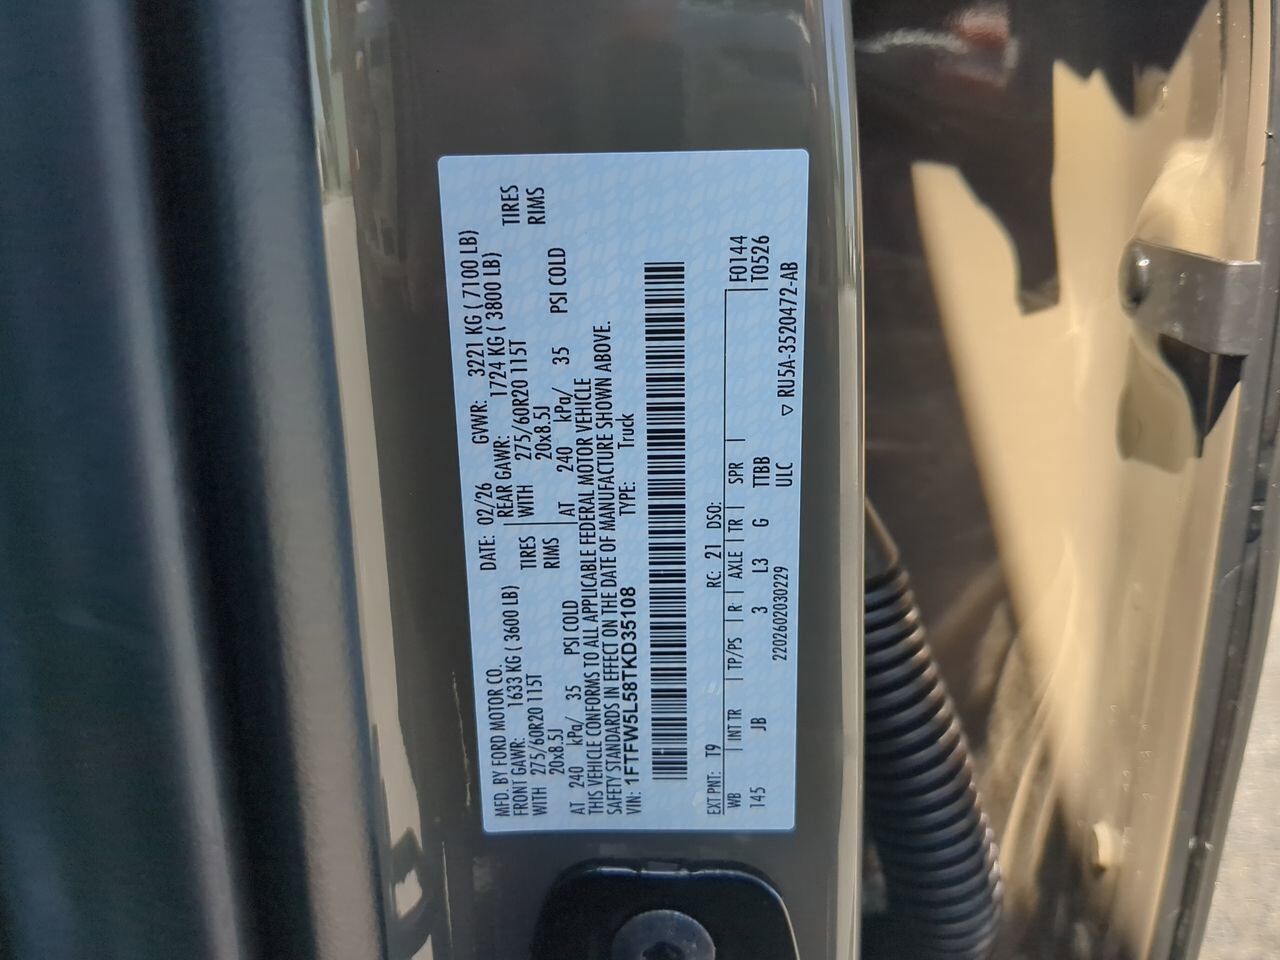 MFD. BY FORD MOTOR CO.
DATE: 02/26 GVWR: 3221 KG ( 7100 LB)
FRONT GAWR: 1633 KG ( 3600 LB) REAR GAWR: 1724 KG ( 3800 LB)
WITH 275/60R20 115T TIRES WITH 275/60R20 115T TIRES
20x8.5J RIMS 20x8.5J RIMS
AT 240 kPa/ 35 PSI COLD AT 240 kPa/ 35 PSI COLD
THIS VEHICLE CONFORMS TO ALL APPLICABLE FEDERAL MOTOR VEHICLE
SAFETY STANDARDS IN EFFECT ON THE DATE OF MANUFACTURE SHOWN ABOVE.
VIN: 1FTFW5L58TKD35108 TYPE: Truck
EXT PNT: T9 RC: 21 DSO: F0144
WB INT TR TP/PS R AXLE TR SPR T0526
145 JB 3 L3 G TTBB
220260203O229 ULC ▽ RU5A-3520472-AB